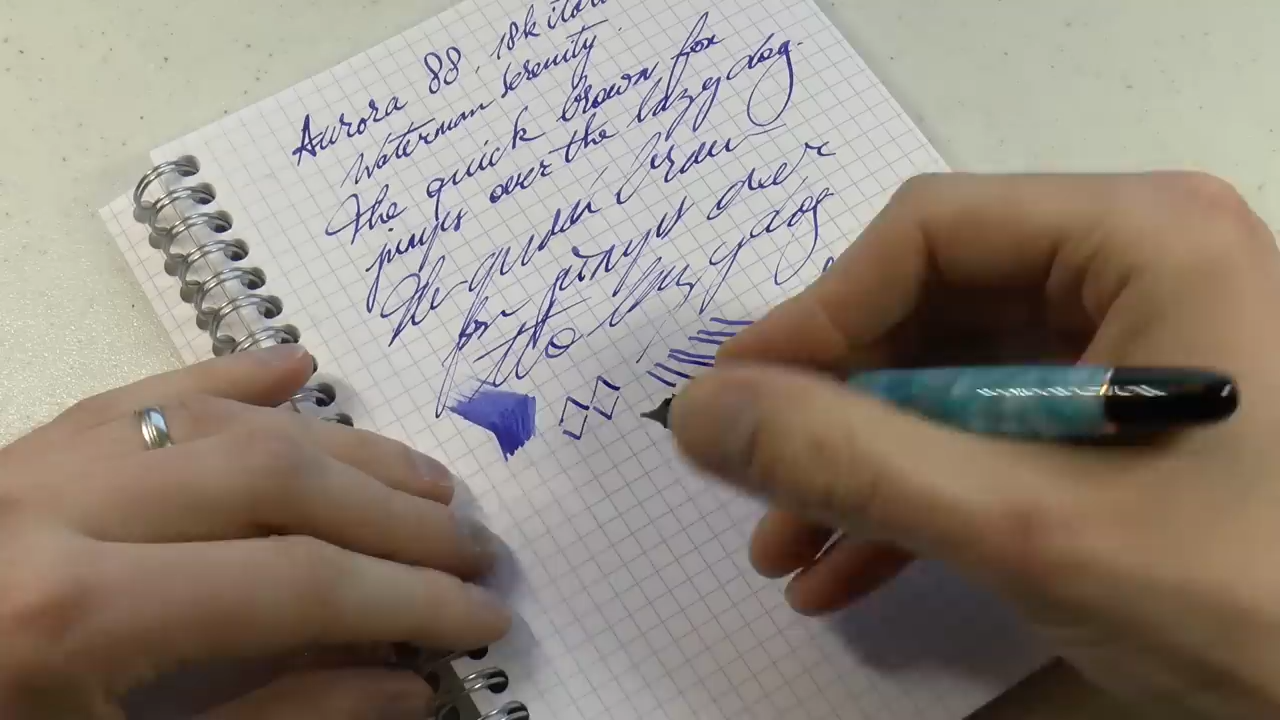 Aurora 88, 18k ital
Waterman Serenity.
The quick brown fox
jumps over the lazy dog.
The quick brown
fox jumps over
the lazy dog